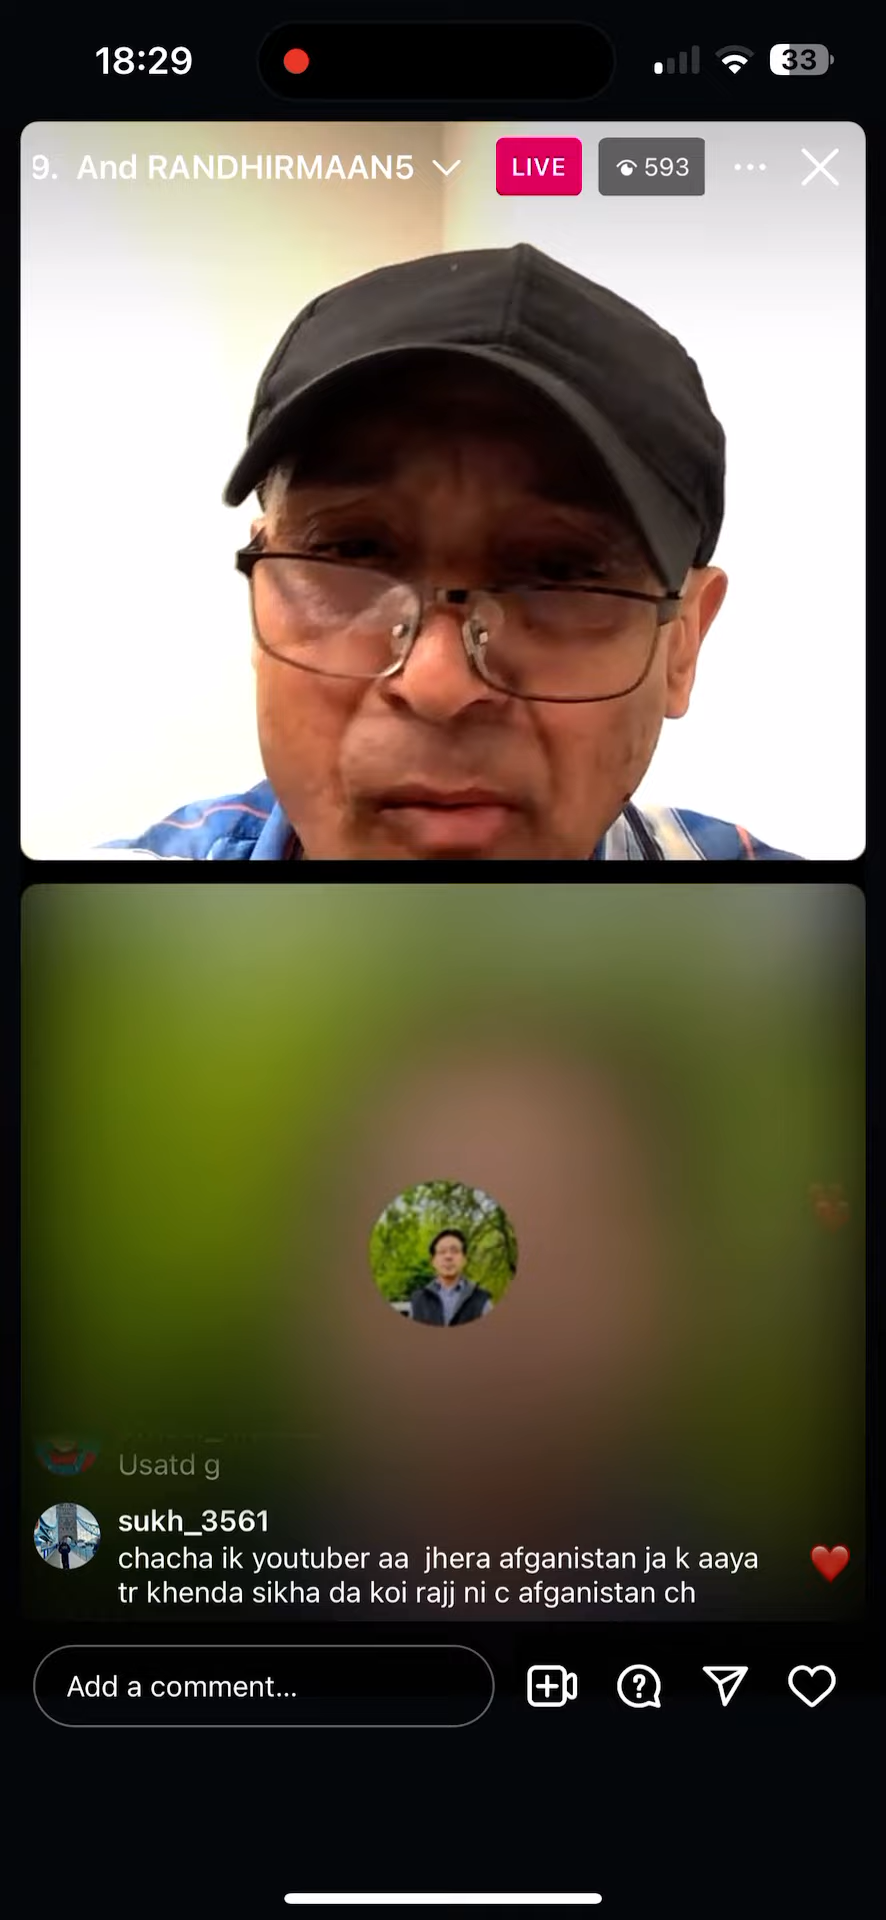 18:29
33
9. And RANDHIRMAAN5
LIVE
593
Usatd g
sukh_3561
chacha ik youtuber aa jhera afganistan ja k aaya
tr khenda sikha da koi rajj ni c afganistan ch
Add a comment...